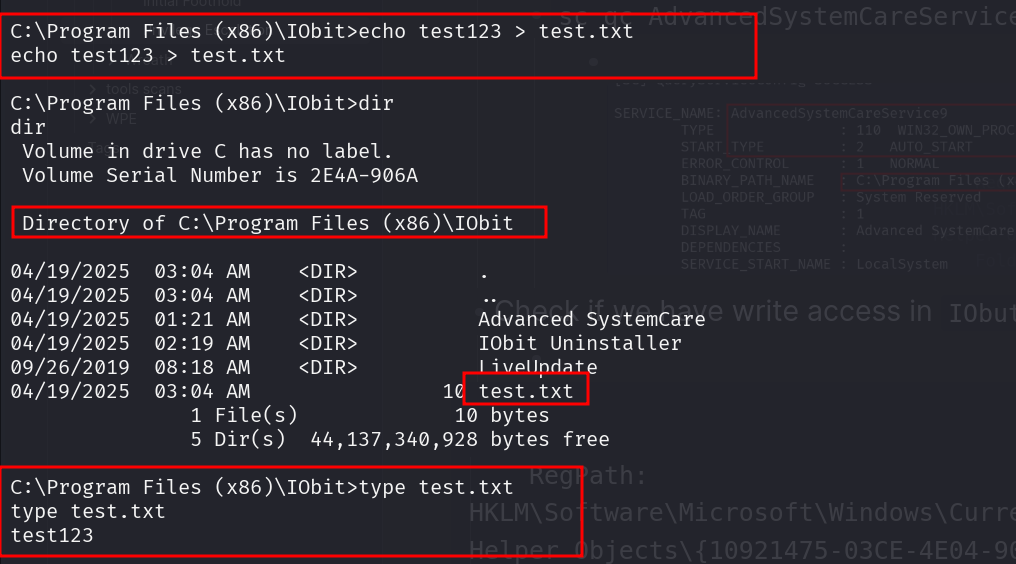 Initial Foothold
sc qc AdvancedSystemCareService
C:\Program Files (x86)\IObit>echo test123 > test.txt
echo test123 > test.txt
tools scans
C:\Program Files (x86)\IObit>dir
dir
WPE
Volume in drive C has no label.
Volume Serial Number is 2E4A-906A
SERVICE_NAME: AdvancedSystemCareService9
TYPE : 110 WIN32_OWN_PROC
START_TYPE : 2 AUTO_START
ERROR_CONTROL : 1 NORMAL
BINARY_PATH_NAME : C:\Program Files (x
LOAD_ORDER_GROUP : System Reserved
TAG : 1
DISPLAY_NAME : Advanced SystemCare
DEPENDENCIES :
SERVICE_START_NAME : LocalSystem
Directory of C:\Program Files (x86)\IObit
04/19/2025 03:04 AM <DIR> .
04/19/2025 03:04 AM <DIR> ..
Check if we have write access in IObut
04/19/2025 01:21 AM <DIR> Advanced SystemCare
04/19/2025 02:19 AM <DIR> IObit Uninstaller
09/26/2019 08:18 AM <DIR> LiveUpdate
04/19/2025 03:04 AM 10 test.txt
1 File(s) 10 bytes
5 Dir(s) 44,137,340,928 bytes free
RegPath:
C:\Program Files (x86)\IObit>type test.txt
type test.txt
HKLM\Software\Microsoft\Windows\Curre
test123
Helper Objects\{10921475-03CE-4E04-90